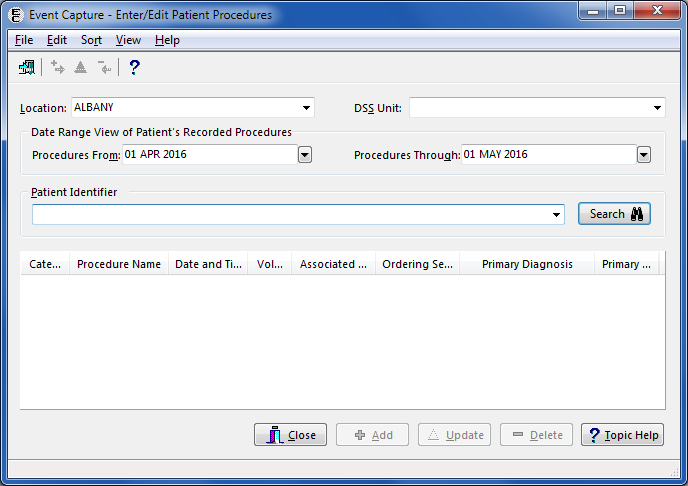 Event Capture - Enter/Edit Patient Procedures
File Edit Sort View Help
Location: ALBANY DSS Unit:
Date Range View of Patient's Recorded Procedures
Procedures From: 01 APR 2016 Procedures Through: 01 MAY 2016
Patient Identifier
Search
Cate... Procedure Name Date and Ti... Vol... Associated ... Ordering Se... Primary Diagnosis Primary ...
Close Add Update Delete ? Topic Help